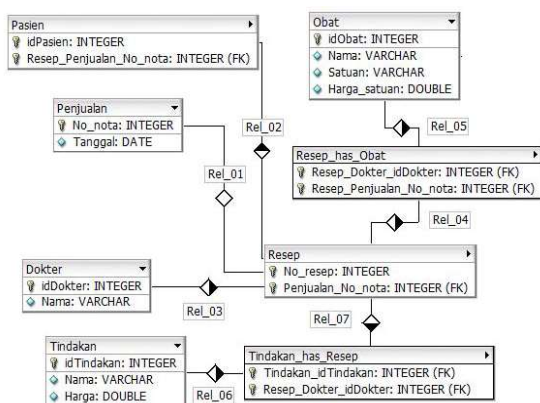 Pasien
idPasien: INTEGER
Resep_Penjualan_No_nota: INTEGER (FK)
Obat
idObat: INTEGER
Nama: VARCHAR
Satuan: VARCHAR
Harga_satuan: DOUBLE
Penjualan
No_nota: INTEGER
Tanggal: DATE
Rel_02
Rel_05
Rel_01
Resep_has_Obat
Resep_Dokter_idDokter: INTEGER (FK)
Resep_Penjualan_No_nota: INTEGER (FK)
Rel_04
Resep
No_resep: INTEGER
Penjualan_No_nota: INTEGER (FK)
Dokter
idDokter: INTEGER
Nama: VARCHAR
Rel_03
Rel_07
Tindakan
idTindakan: INTEGER
Nama: VARCHAR
Harga: DOUBLE
Rel_06
Tindakan_has_Resep
Tindakan_idTindakan: INTEGER (FK)
Resep_Dokter_idDokter: INTEGER (FK)